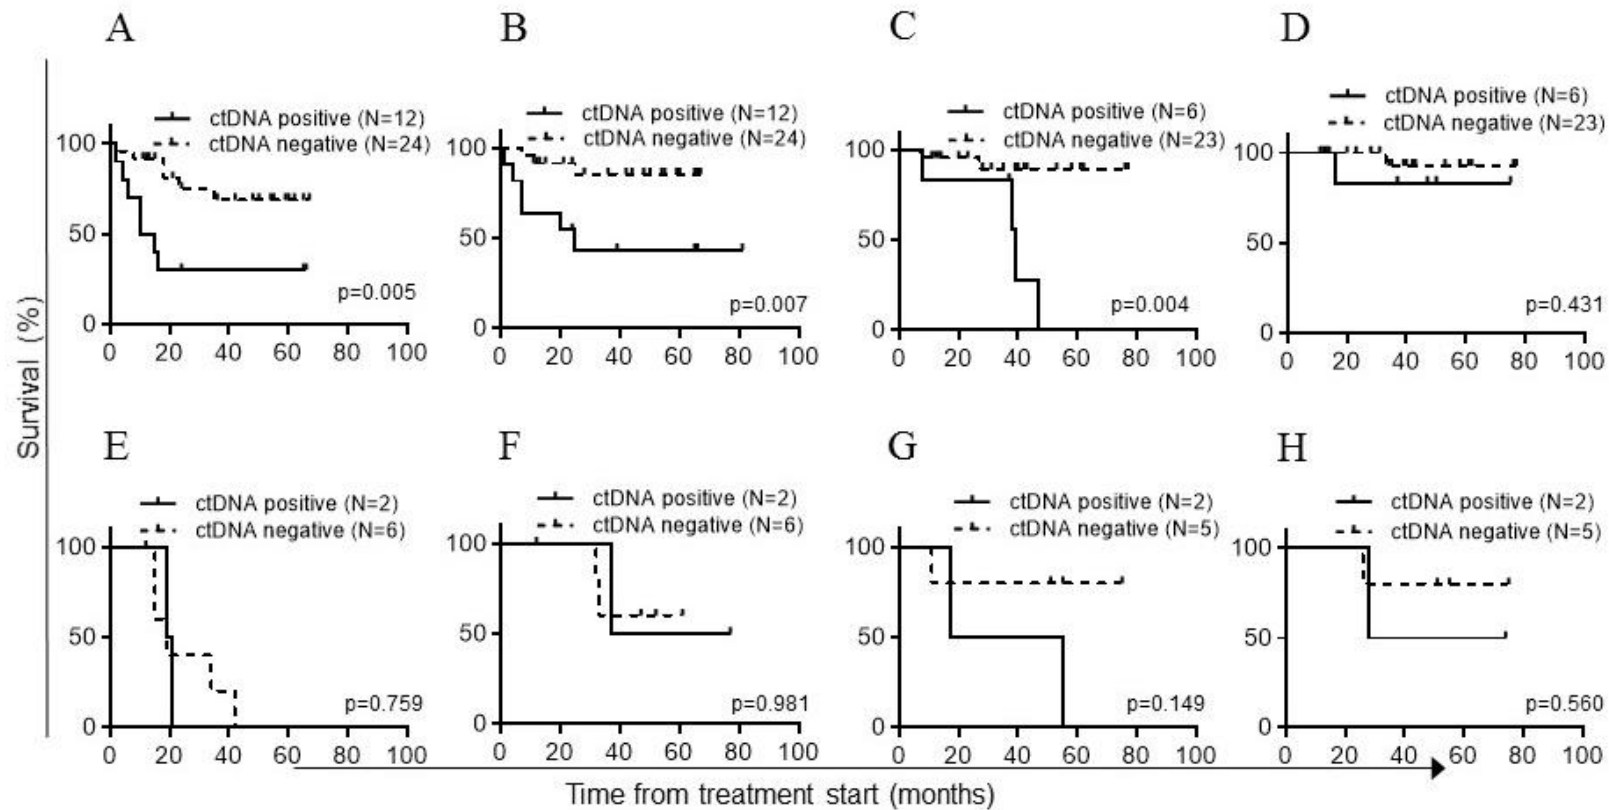 A
B
C
D
ctDNA positive (N=12)
ctDNA negative (N=24)
100
50
0
p=0.005
0 20 40 60 80 100
ctDNA positive (N=12)
ctDNA negative (N=24)
100
50
0
p=0.007
0 20 40 60 80 100
ctDNA positive (N=6)
ctDNA negative (N=23)
100
50
0
p=0.004
0 20 40 60 80 100
ctDNA positive (N=6)
ctDNA negative (N=23)
100
50
0
p=0.431
0 20 40 60 80 100
Survival (%)
E
F
G
H
ctDNA positive (N=2)
ctDNA negative (N=6)
100
50
0
p=0.759
0 20 40 60 80 100
ctDNA positive (N=2)
ctDNA negative (N=6)
100
50
0
p=0.981
0 20 40 60 80 100
ctDNA positive (N=2)
ctDNA negative (N=5)
100
50
0
p=0.149
0 20 40 60 80 100
ctDNA positive (N=2)
ctDNA negative (N=5)
100
50
0
p=0.560
0 20 40 60 80 100
Time from treatment start (months)